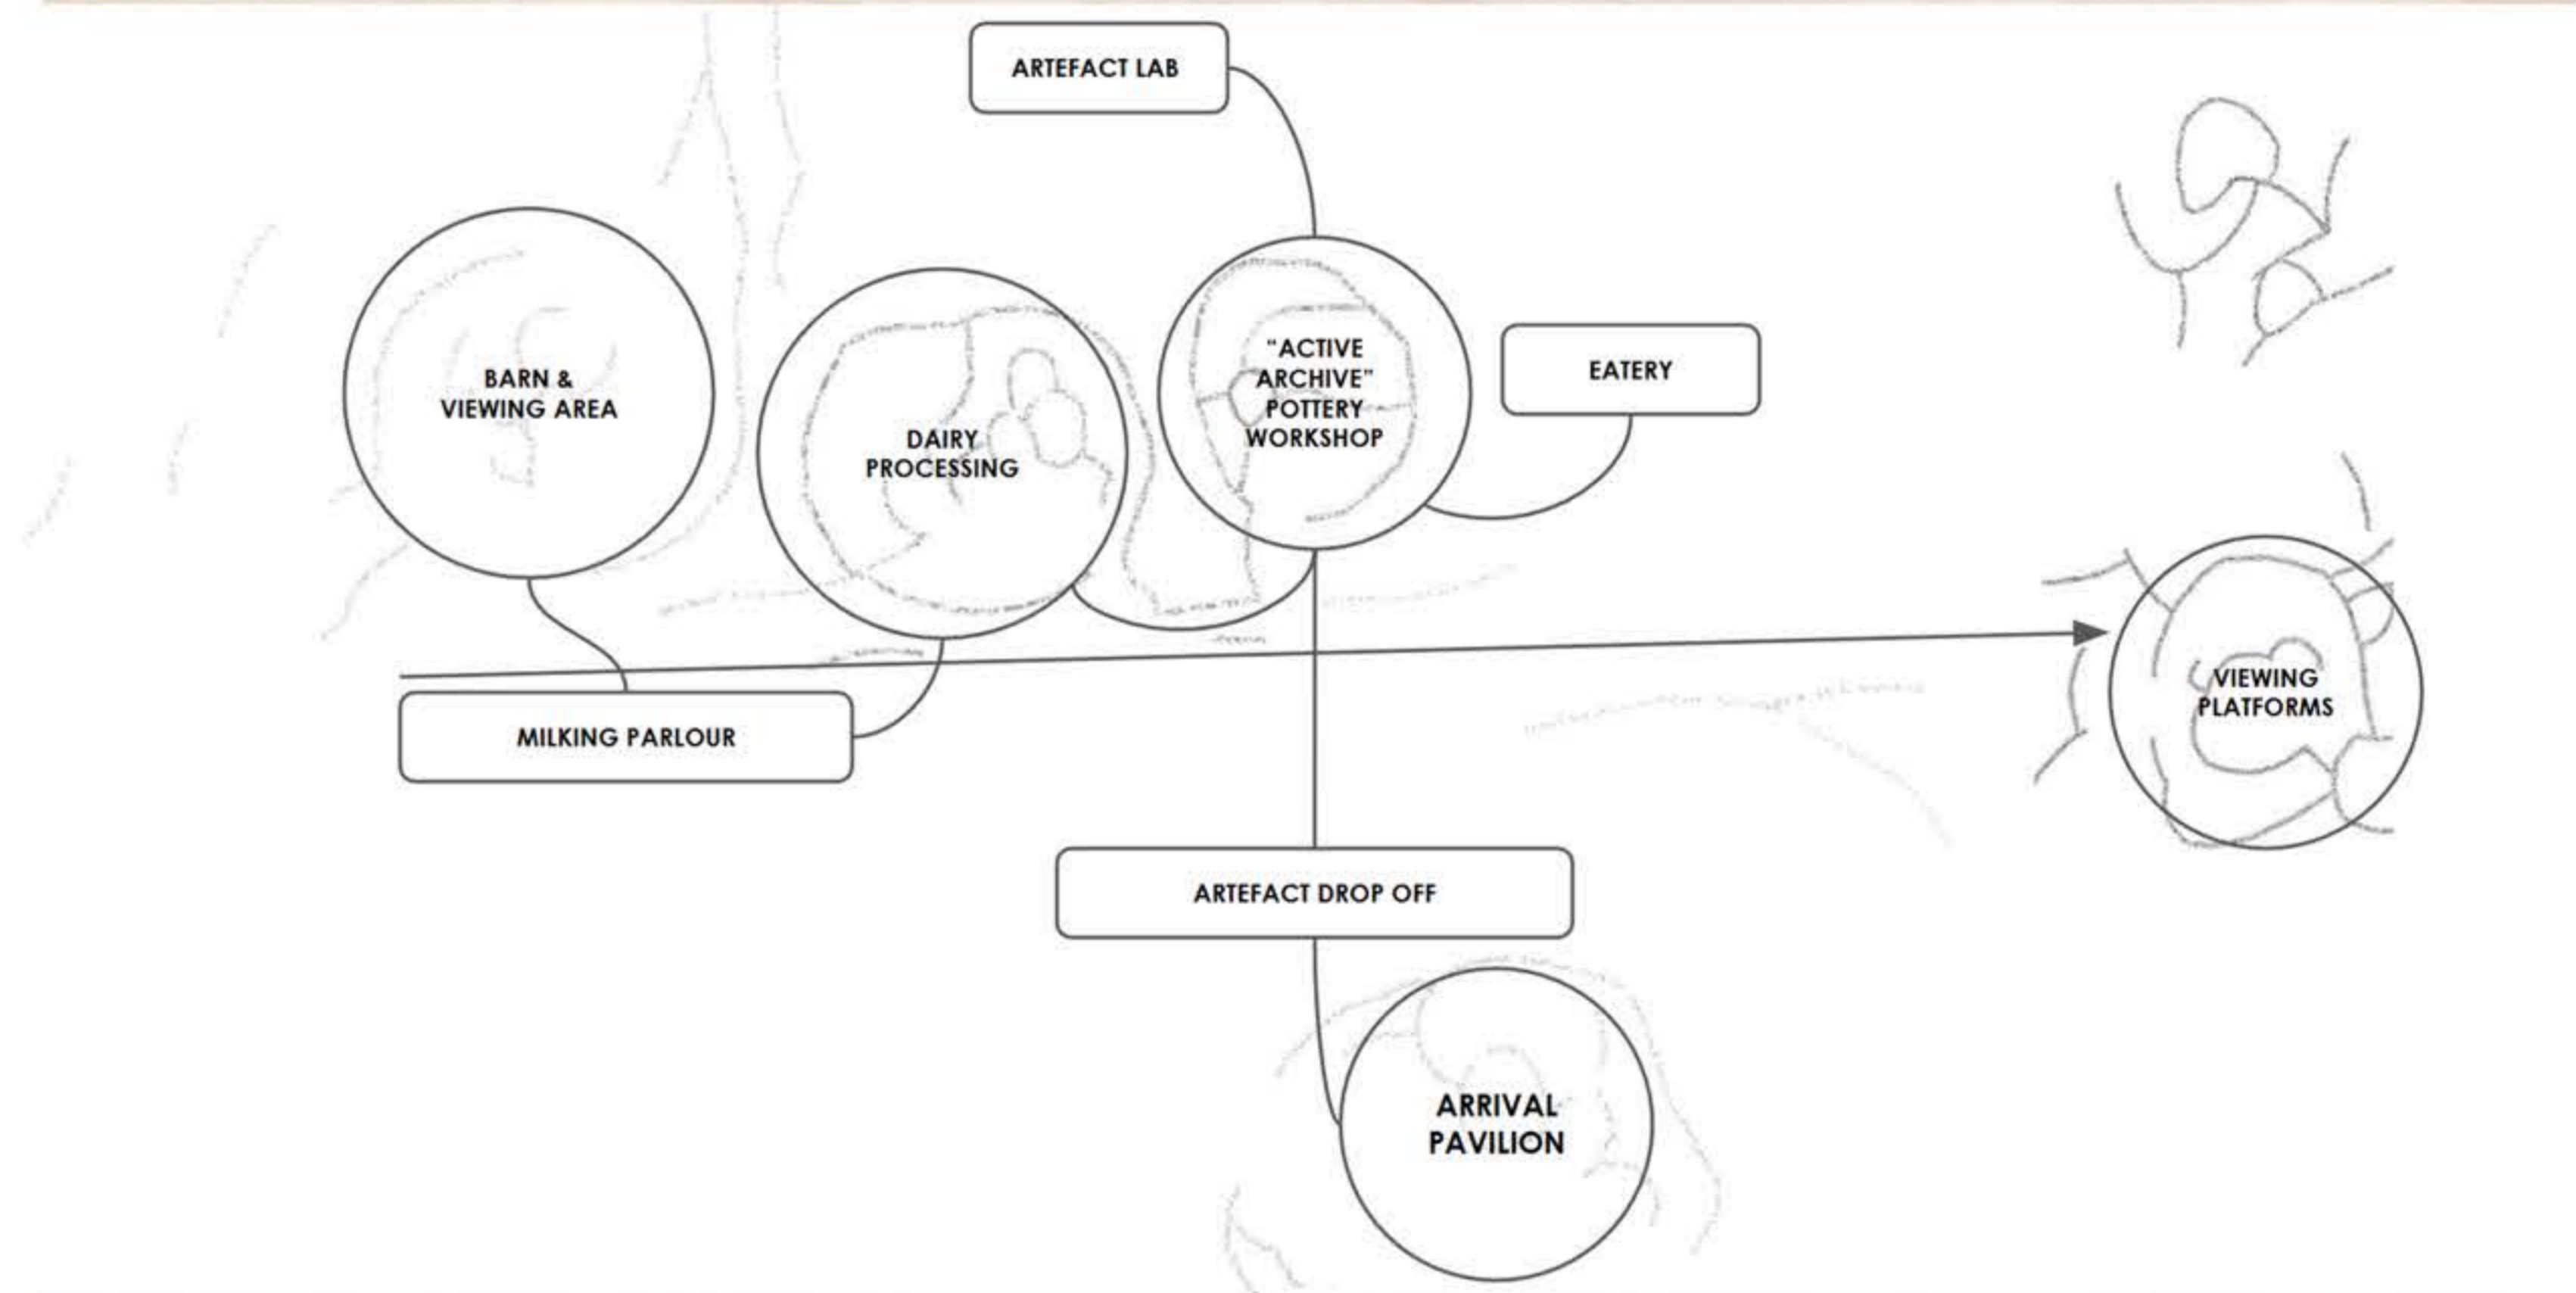 ARTEFACT LAB
BARN &
VIEWING AREA
DAIRY
PROCESSING
"ACTIVE
ARCHIVE"
POTTERY
WORKSHOP
EATERY
MILKING PARLOUR
VIEWING
PLATFORMS
ARTEFACT DROP OFF
ARRIVAL
PAVILION